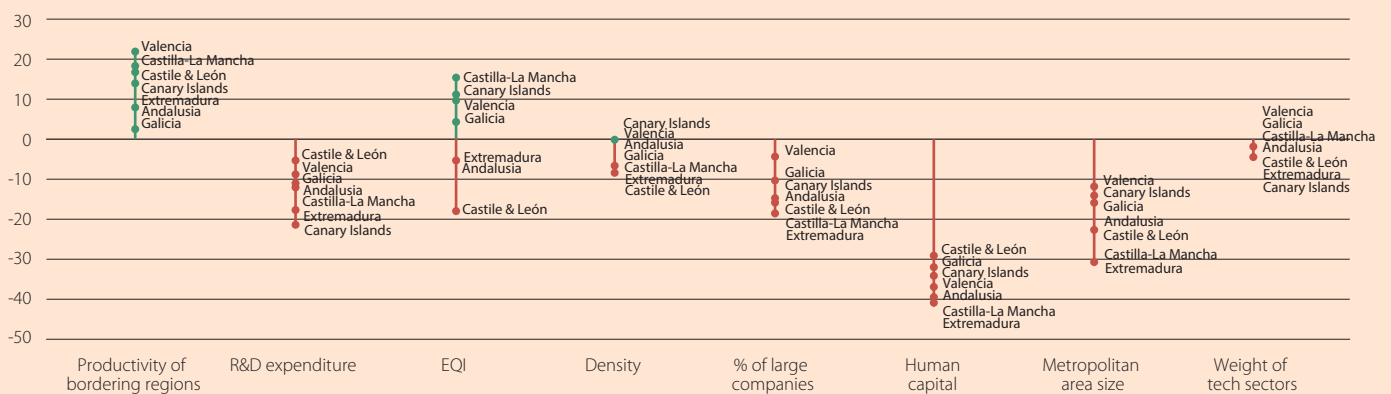 30
20
10
0
-10
-20
-30
-40
-50
Valencia
Castilla-La Mancha
Castile & León
Canary Islands
Extremadura
Andalusia
Galicia
Castile & León
Valencia
Galicia
Andalusia
Castilla-La Mancha
Extremadura
Canary Islands
Castilla-La Mancha
Canary Islands
Valencia
Galicia
Extremadura
Andalusia
Castile & León
Canary Islands
Valencia
Andalusia
Galicia
Castilla-La Mancha
Extremadura
Castile & León
Valencia
Galicia
Canary Islands
Andalusia
Castile & León
Castilla-La Mancha
Extremadura
Castile & León
Galicia
Canary Islands
Valencia
Andalusia
Castilla-La Mancha
Extremadura
Valencia
Canary Islands
Galicia
Andalusia
Castile & León
Castilla-La Mancha
Extremadura
Valencia
Galicia
Castilla-La Mancha
Andalusia
Castile & León
Extremadura
Canary Islands
Productivity of
bordering regions
R&D expenditure
EQI
Density
% of large
companies
Human
capital
Metropolitan
area size
Weight of
tech sectors